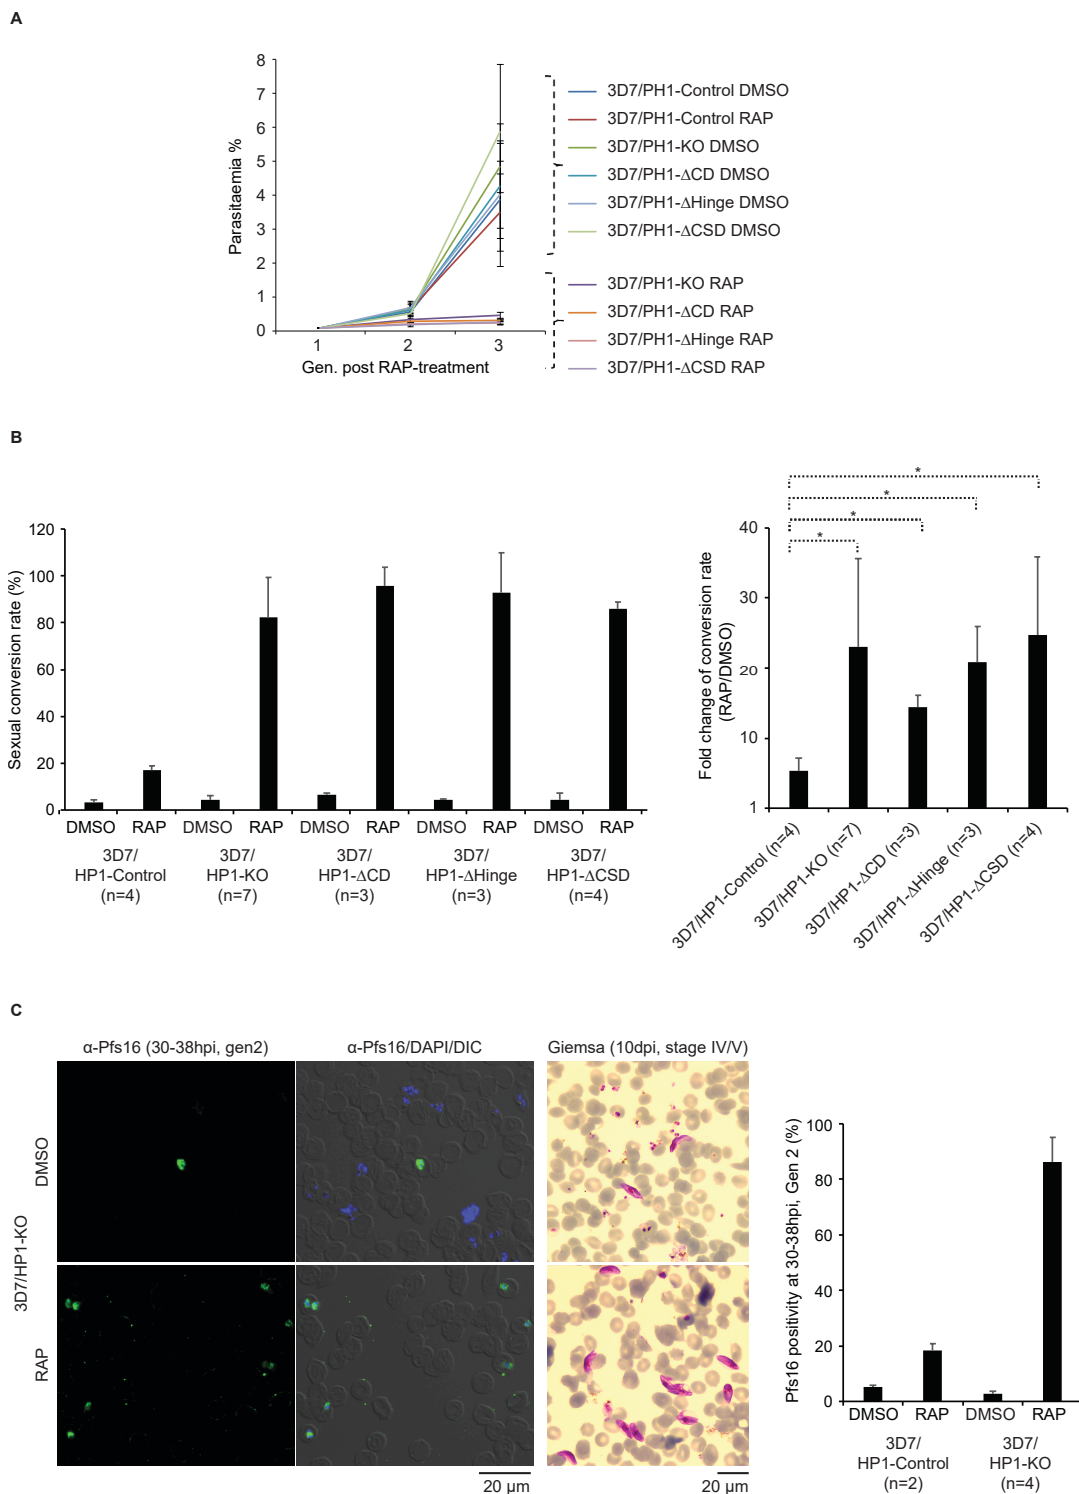 A
8
7
6
5
4
3
2
1
0
Parasitaemia %
1 2 3
Gen. post RAP-treatment
3D7/PH1-Control DMSO
3D7/PH1-Control RAP
3D7/PH1-KO DMSO
3D7/PH1-ΔCD DMSO
3D7/PH1-ΔHinge DMSO
3D7/PH1-ΔCSD DMSO
3D7/PH1-KO RAP
3D7/PH1-ΔCD RAP
3D7/PH1-ΔHinge RAP
3D7/PH1-ΔCSD RAP
B
120
100
80
60
40
20
0
Sexual conversion rate (%)
DMSO RAP DMSO RAP DMSO RAP DMSO RAP DMSO RAP
3D7/ 3D7/ 3D7/ 3D7/ 3D7/
HP1-Control HP1-KO HP1-ΔCD HP1-ΔHinge HP1-ΔCSD
(n=4) (n=7) (n=3) (n=3) (n=4)
*
*
*
*
40
30
20
10
1
Fold change of conversion rate
(RAP/DMSO)
3D7/HP1-Control (n=4)
3D7/HP1-KO (n=7)
3D7/HP1-ΔCD (n=3)
3D7/HP1-ΔHinge (n=3)
3D7/HP1-ΔCSD (n=4)
C
α-Pfs16 (30-38hpi, gen2) α-Pfs16/DAPI/DIC Giemsa (10dpi, stage IV/V)
3D7/HP1-KO
DMSO
RAP
20 µm 20 µm
Pfs16 positivity at 30-38hpi, Gen 2 (%)
100
80
60
40
20
0
DMSO RAP DMSO RAP
3D7/ 3D7/
HP1-Control HP1-KO
(n=2) (n=4)